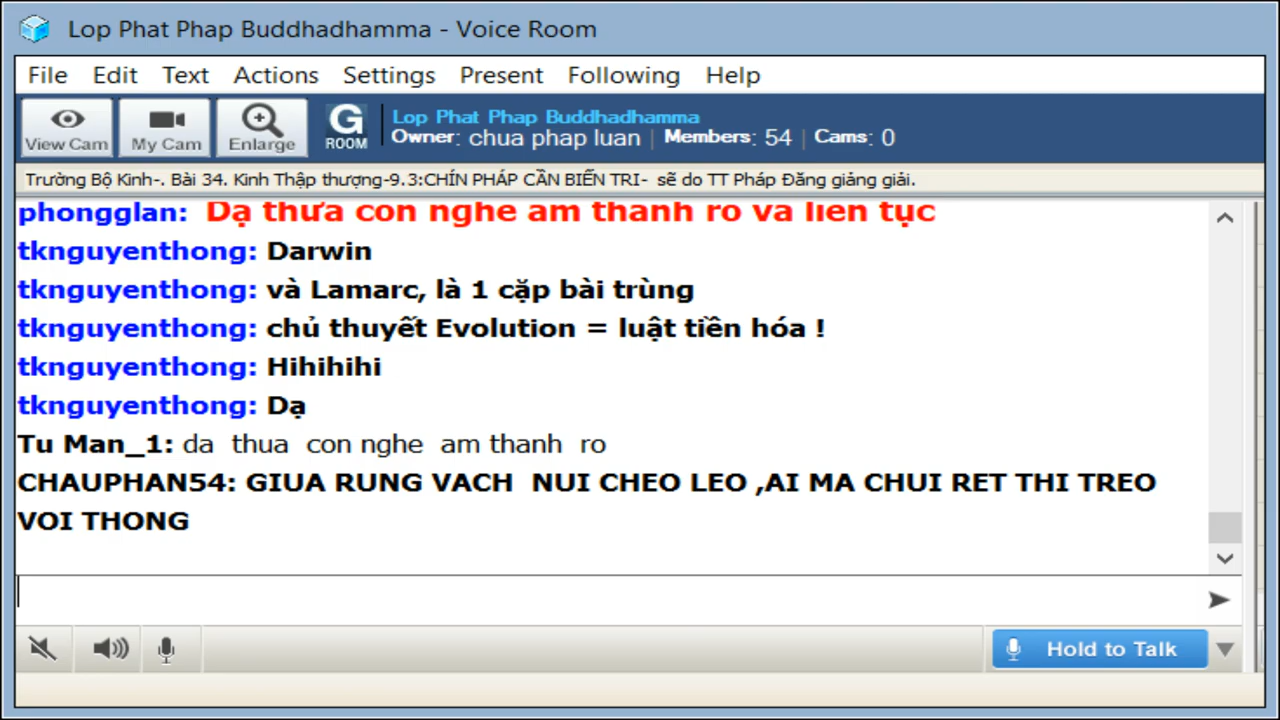 Lop Phat Phap Buddhadhamma - Voice Room
File Edit Text Actions Settings Present Following Help
View Cam My Cam Enlarge G ROOM
Lop Phat Phap Buddhadhamma
Owner: chua phap luan | Members: 54 | Cams: 0
Trường Bộ Kinh-. Bài 34. Kinh Thập thượng-9.3:CHÍN PHÁP CẦN BIẾN TRI- sẽ do TT Pháp Đăng giảng giải.
phongglan: Dạ thưa con nghe âm thanh rõ và liên tục
tknguyenthong: Darwin
tknguyenthong: và Lamarc, là 1 cặp bài trùng
tknguyenthong: chủ thuyết Evolution = luật tiền hóa !
tknguyenthong: Hihihihi
tknguyenthong: Dạ
Tu Man_1: da thua con nghe am thanh ro
CHAUPHAN54: GIUA RUNG VACH NUI CHEO LEO ,AI MA CHUI RET THI TREO
VOI THONG
Hold to Talk